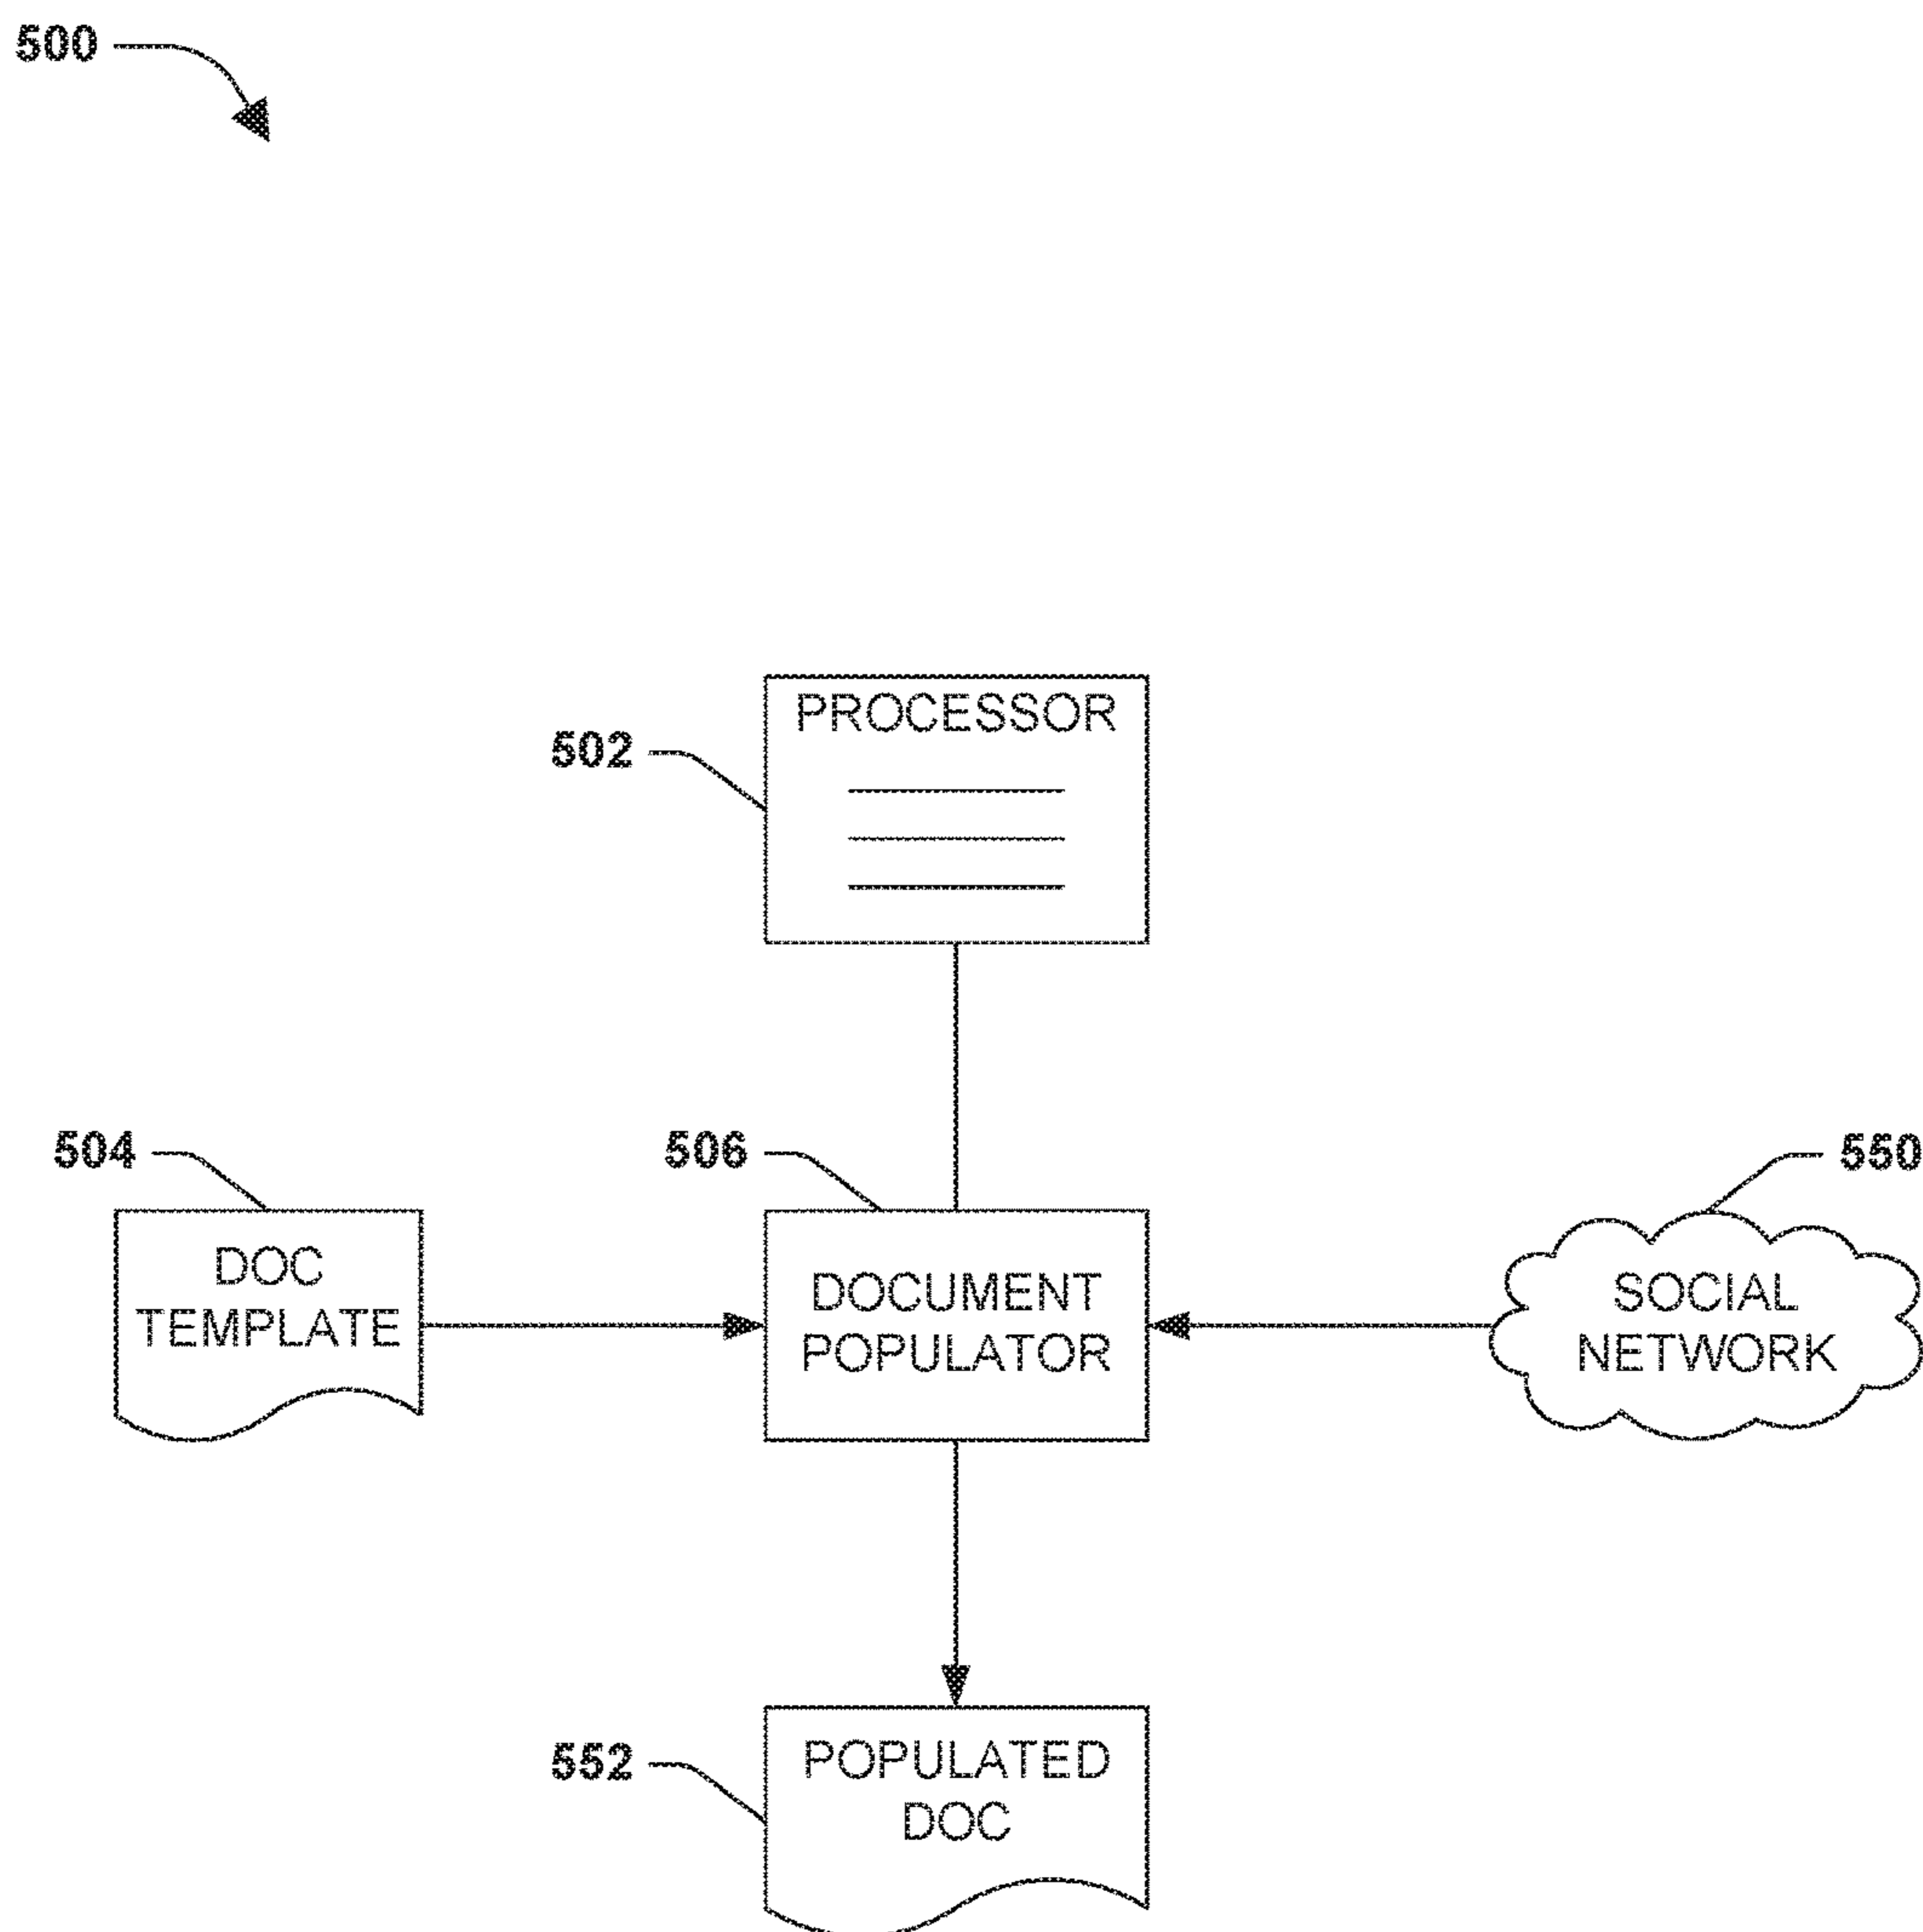 500
PROCESSOR
502
504
506
550
DOC
TEMPLATE
DOCUMENT
POPULATOR
SOCIAL
NETWORK
552
POPULATED
DOC